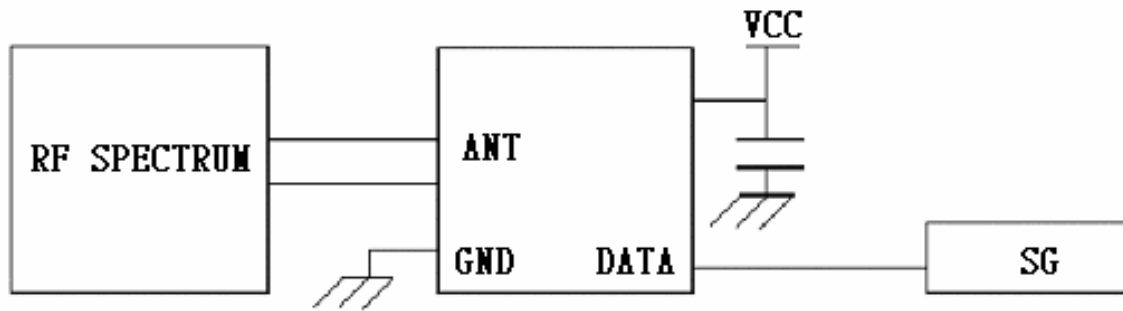 VCC
RF SPECTRUM
ANT
GND
DATA
SG